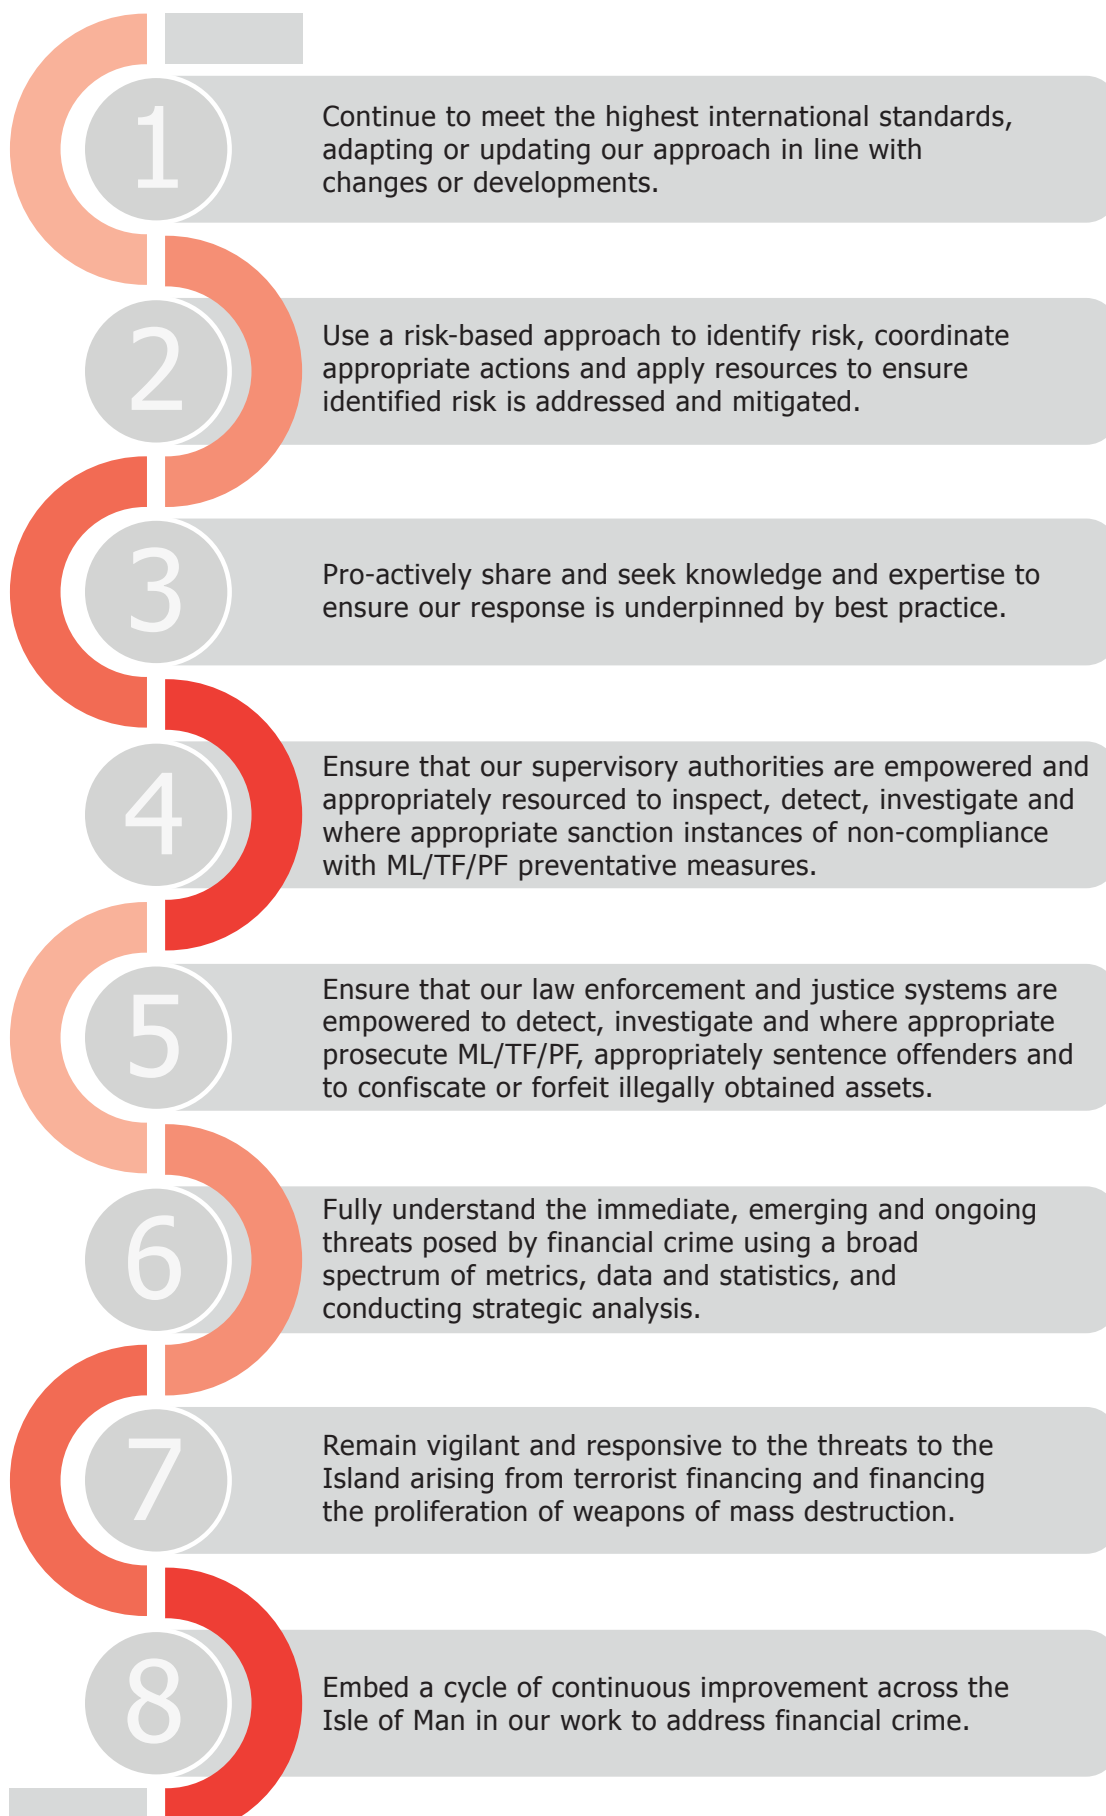 1
Continue to meet the highest international standards,
adapting or updating our approach in line with
changes or developments.
2
Use a risk-based approach to identify risk, coordinate
appropriate actions and apply resources to ensure
identified risk is addressed and mitigated.
3
Pro-actively share and seek knowledge and expertise to
ensure our response is underpinned by best practice.
4
Ensure that our supervisory authorities are empowered and
appropriately resourced to inspect, detect, investigate and
where appropriate sanction instances of non-compliance
with ML/TF/PF preventative measures.
5
Ensure that our law enforcement and justice systems are
empowered to detect, investigate and where appropriate
prosecute ML/TF/PF, appropriately sentence offenders and
to confiscate or forfeit illegally obtained assets.
6
Fully understand the immediate, emerging and ongoing
threats posed by financial crime using a broad
spectrum of metrics, data and statistics, and
conducting strategic analysis.
7
Remain vigilant and responsive to the threats to the
Island arising from terrorist financing and financing
the proliferation of weapons of mass destruction.
8
Embed a cycle of continuous improvement across the
Isle of Man in our work to address financial crime.